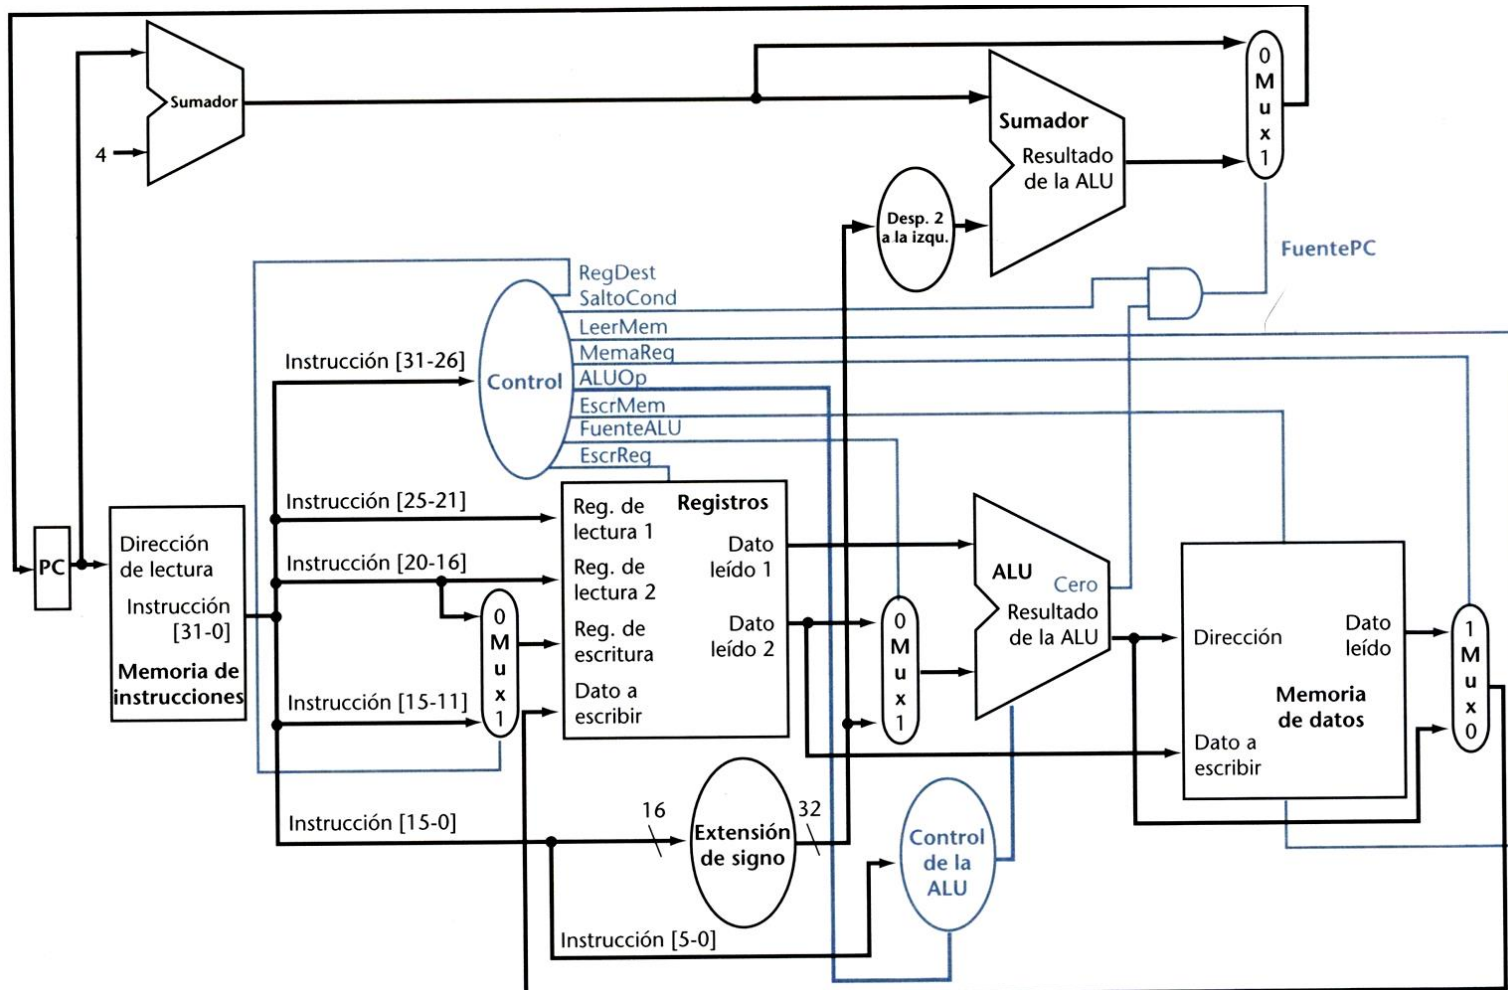 Sumador
4
0
M
u
x
1
Sumador
Resultado
de la ALU
Desp. 2
a la izqu.
FuentePC
RegDest
SaltoCond
LeerMem
MemaReq
ALUOp
EscrMem
FuenteALU
EscrReq
Control
Instrucción [31-26]
Instrucción [25-21]
Instrucción [20-16]
Instrucción [15-11]
Instrucción [15-0]
Instrucción [5-0]
PC
Dirección
de lectura
Instrucción
[31-0]
Memoria de
instrucciones
0
M
u
x
1
Registros
Reg. de
lectura 1
Reg. de
lectura 2
Reg. de
escritura
Dato a
escribir
Dato
leído 1
Dato
leído 2
16
Extensión
de signo
32
0
M
u
x
1
ALU
Cero
Resultado
de la ALU
Control
de la
ALU
Dirección
Dato
leído
Memoria
de datos
Dato a
escribir
1
M
u
x
0